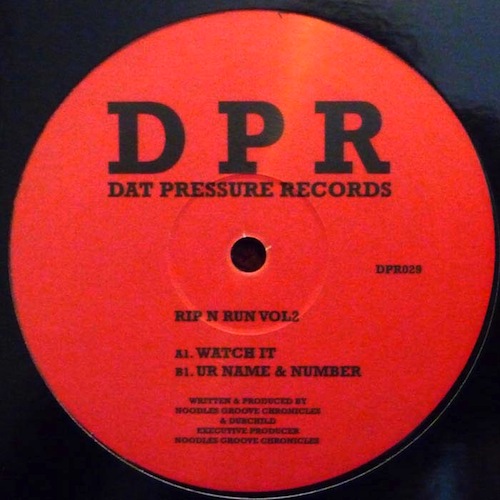 D P R
DAT PRESSURE RECORDS
DPR029
RIP N RUN VOL2
A1. WATCH IT
B1. UR NAME & NUMBER
WRITTEN & PRODUCED BY
NOODLES GROOVE CHRONICLES
& DUBCHILD
EXECUTIVE PRODUCER
NOODLES GROOVE CHRONICLES